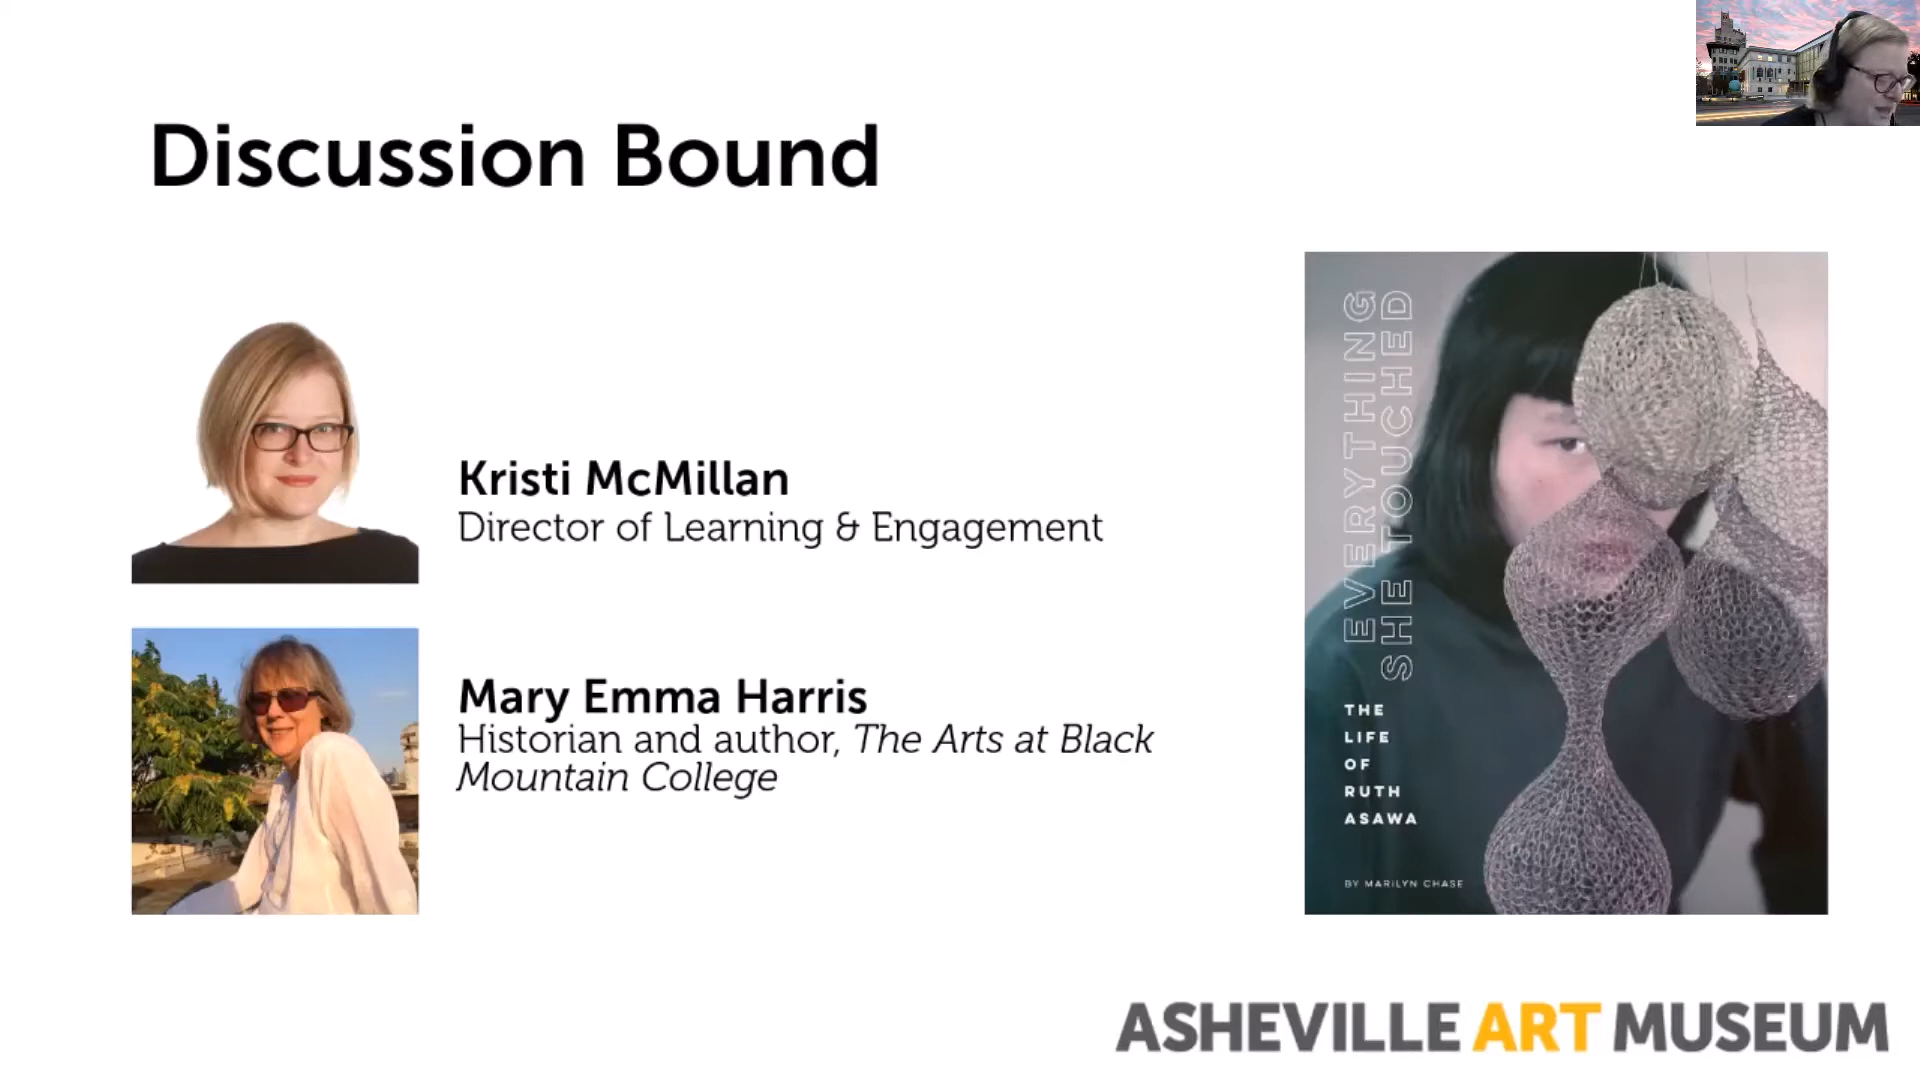 Discussion Bound
Kristi McMillan
Director of Learning & Engagement
Mary Emma Harris
Historian and author, The Arts at Black
Mountain College
EVERYTHING
SHE TOUCHED
THE
LIFE
OF
RUTH
ASAWA
BY MARILYN CHASE
ASHEVILLE ART MUSEUM